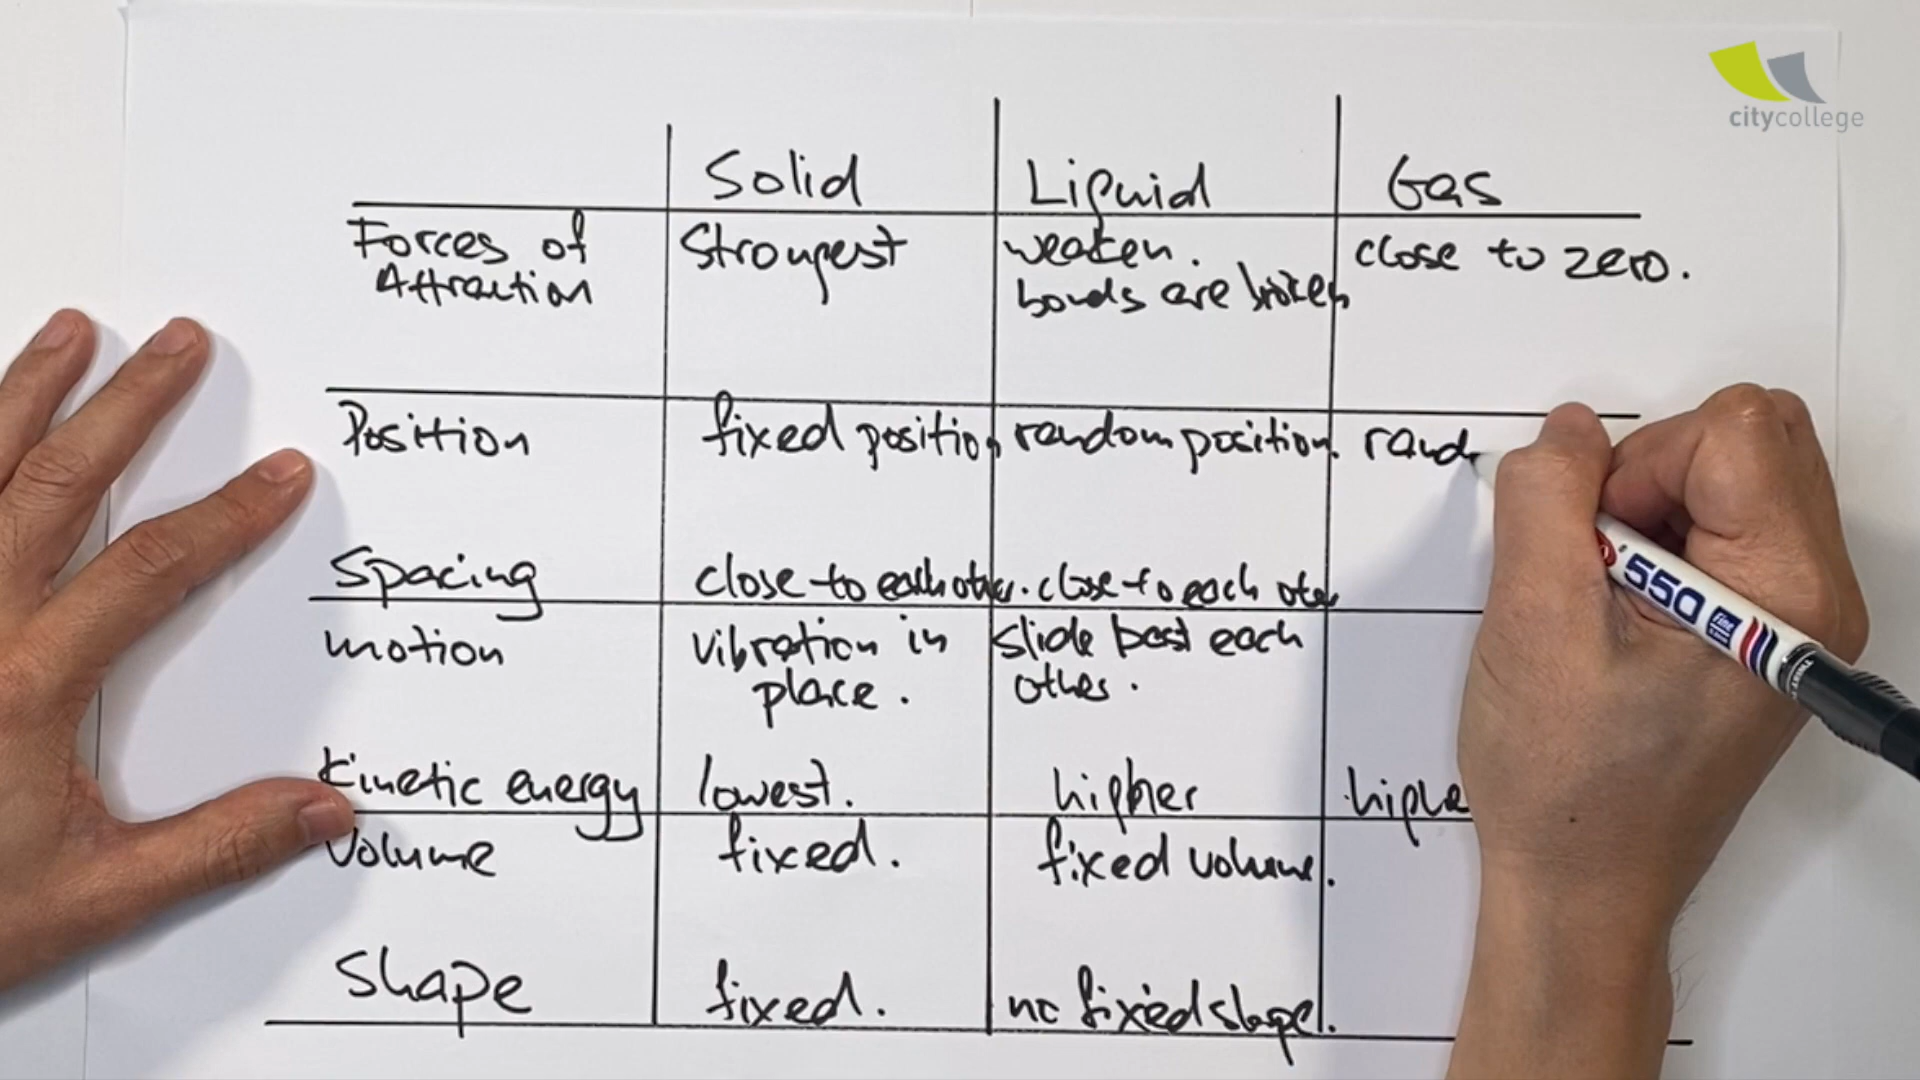 citycollege
Solid Liquid Gas
Forces of Attraction
Strongest
weaken.
bonds are broken
close to zero.
Position
fixed position
random position.
rand
Spacing
close to each other.
close to each other
motion
vibration in
place.
slide past each
other.
Kinetic energy
lowest.
higher
highe
Volume
fixed.
fixed volume.
Shape
fixed.
no fixed shape.
550
Fine